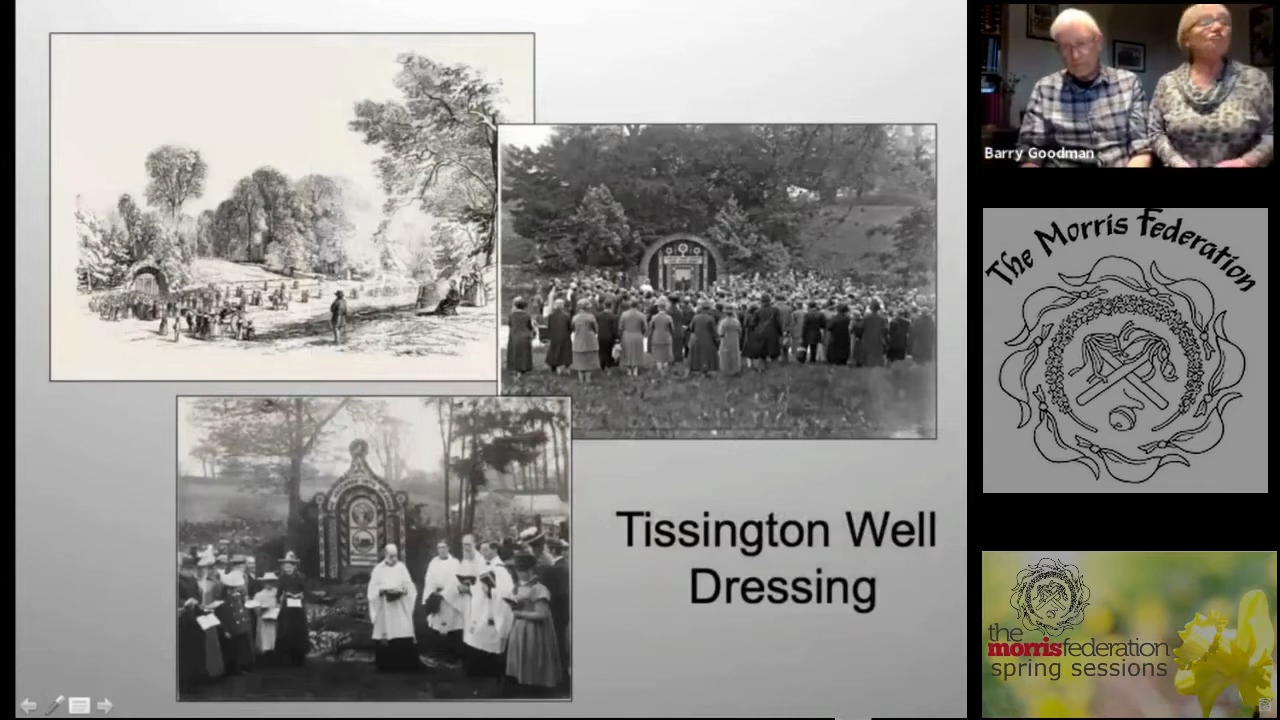 Tissington Well
Dressing
Barry Goodman
The Morris Federation
the
morrisfederation
spring sessions